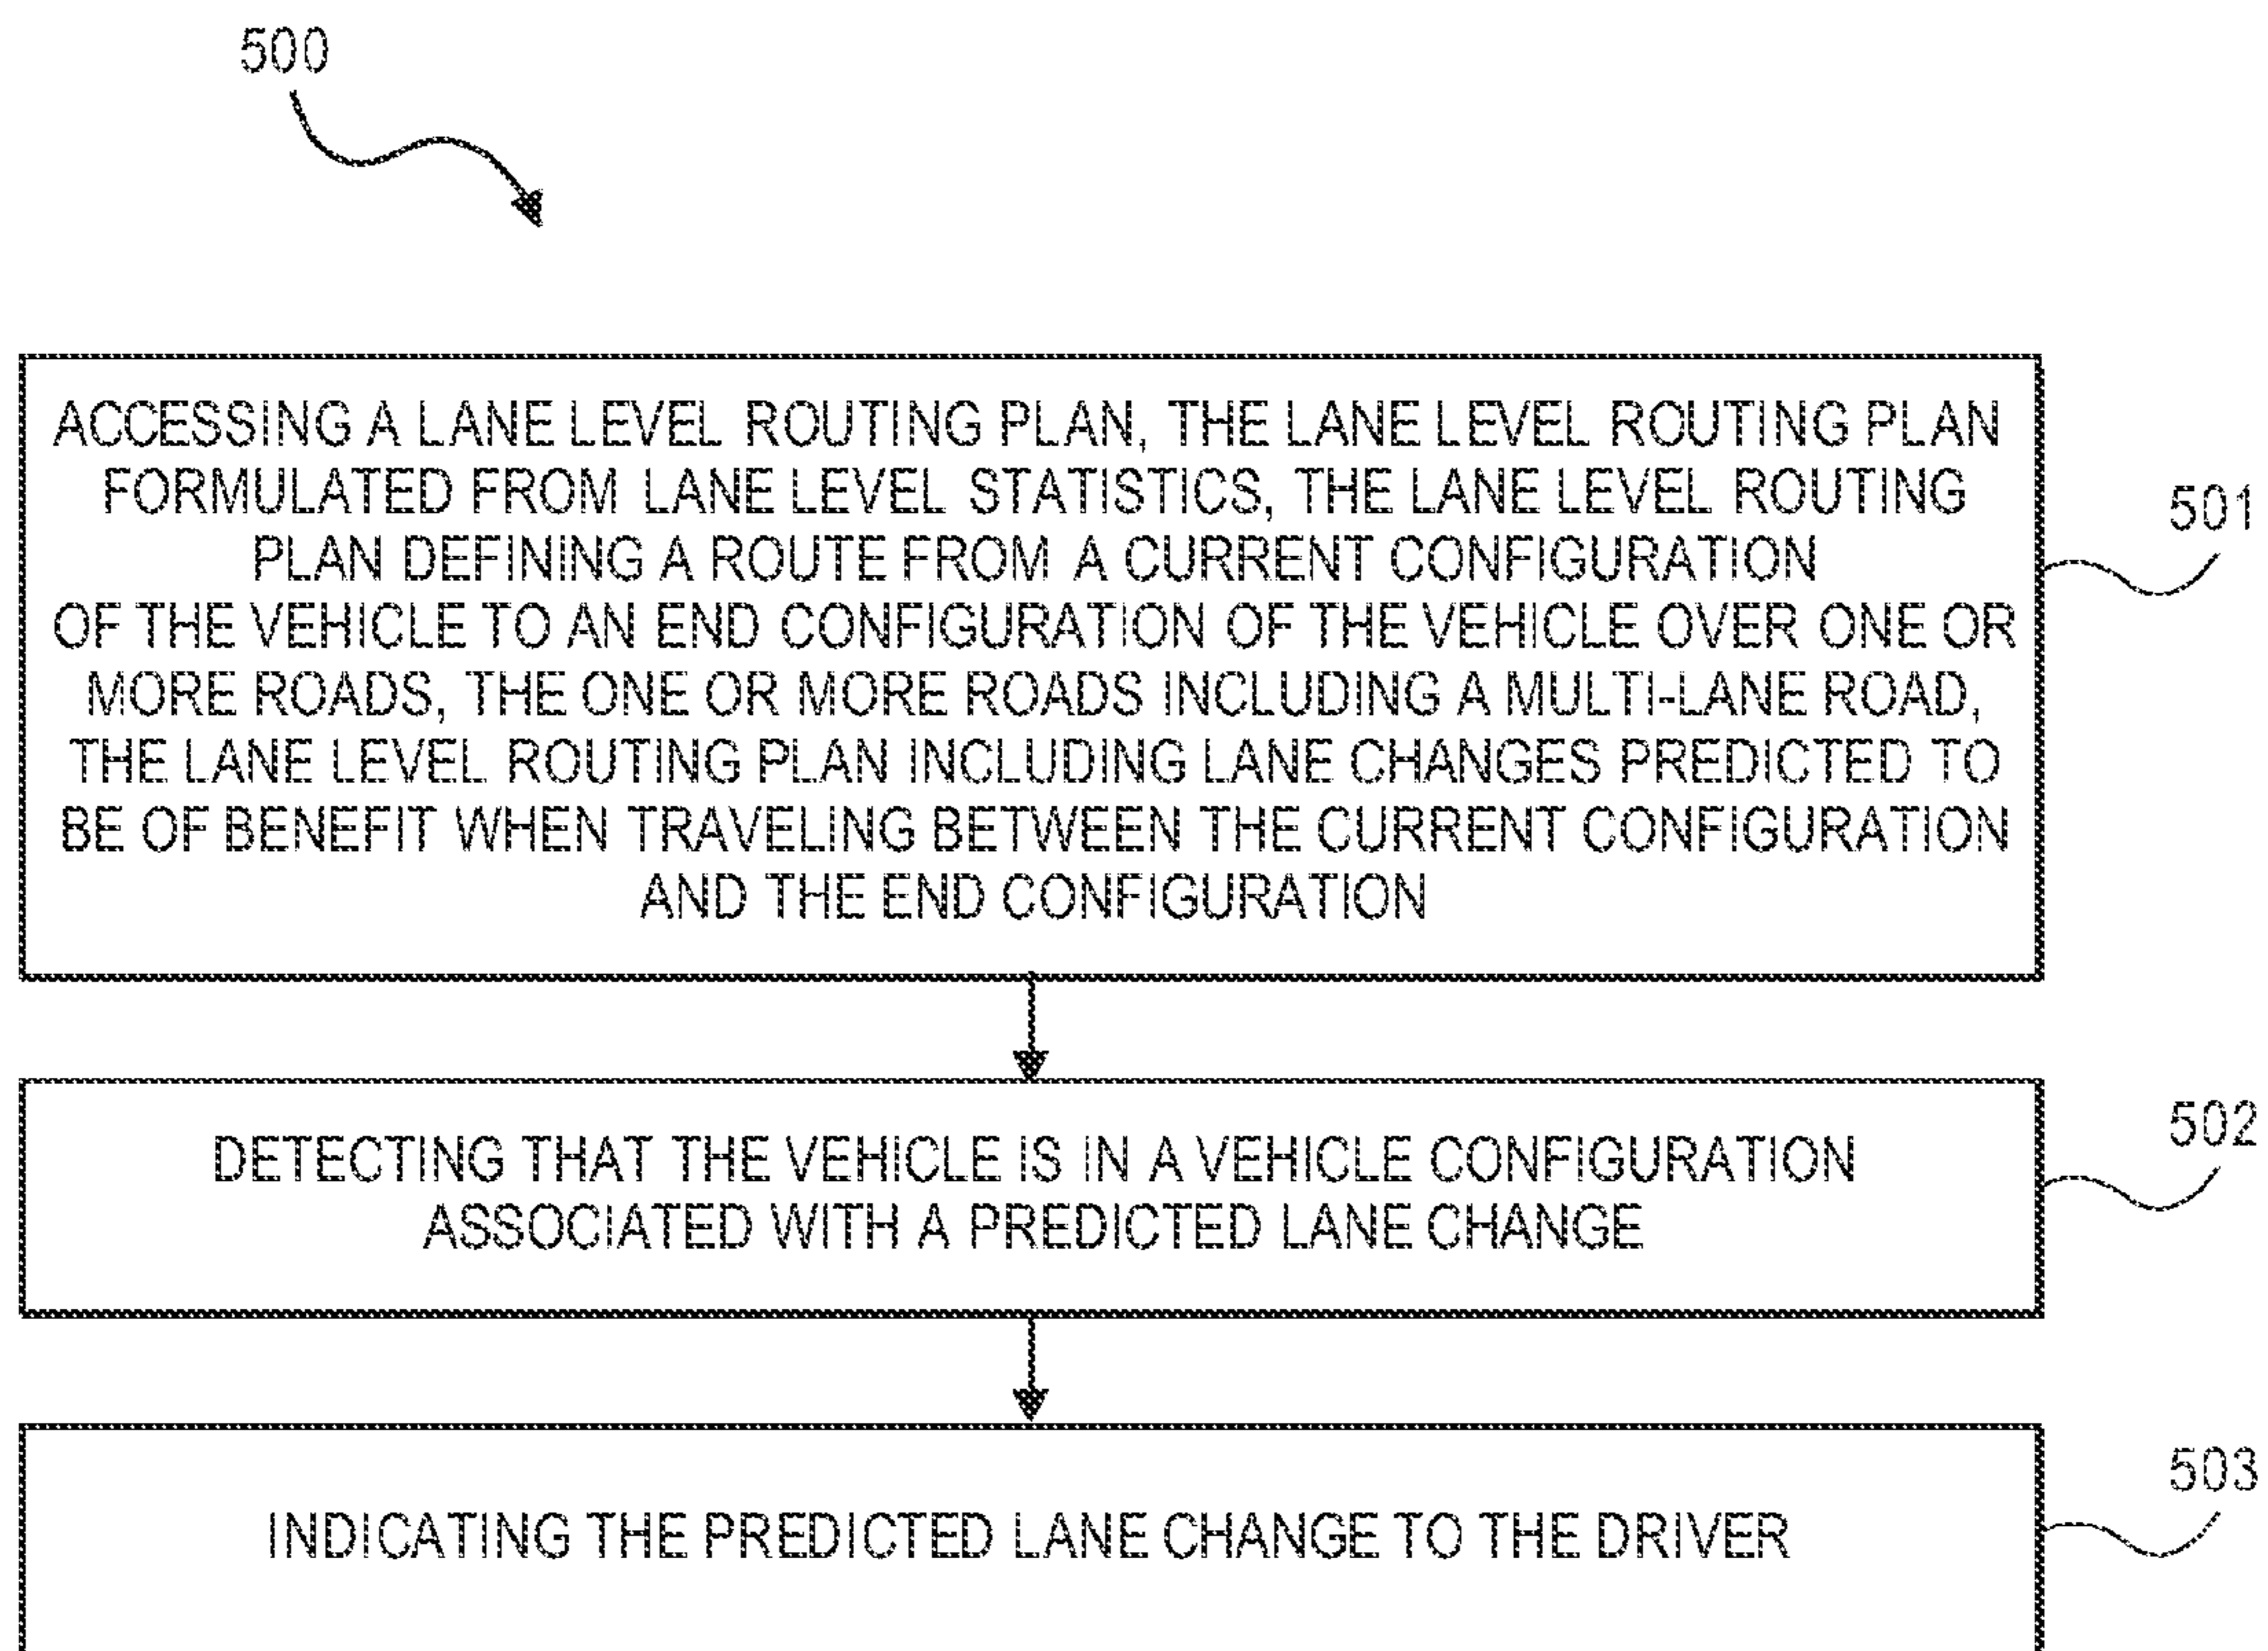 500
ACCESSING A LANE LEVEL ROUTING PLAN, THE LANE LEVEL ROUTING PLAN
FORMULATED FROM LANE LEVEL STATISTICS, THE LANE LEVEL ROUTING
PLAN DEFINING A ROUTE FROM A CURRENT CONFIGURATION
OF THE VEHICLE TO AN END CONFIGURATION OF THE VEHICLE OVER ONE OR
MORE ROADS, THE ONE OR MORE ROADS INCLUDING A MULTI-LANE ROAD,
THE LANE LEVEL ROUTING PLAN INCLUDING LANE CHANGES PREDICTED TO
BE OF BENEFIT WHEN TRAVELING BETWEEN THE CURRENT CONFIGURATION
AND THE END CONFIGURATION
501
DETECTING THAT THE VEHICLE IS IN A VEHICLE CONFIGURATION
ASSOCIATED WITH A PREDICTED LANE CHANGE
502
INDICATING THE PREDICTED LANE CHANGE TO THE DRIVER
503